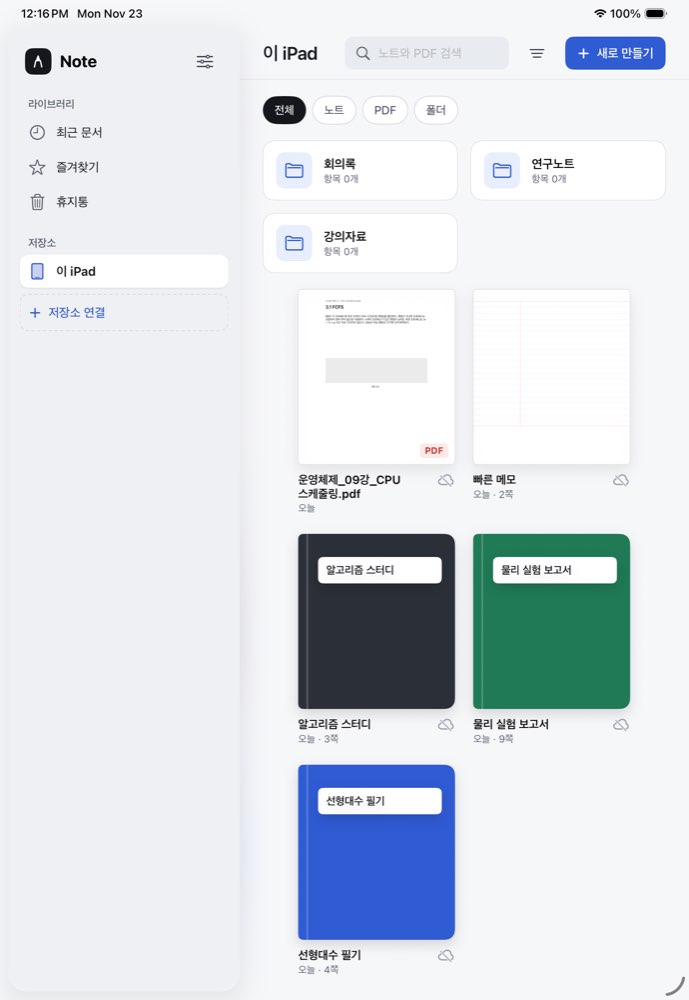 12:16 PM Mon Nov 23
100%
Note
라이브러리
최근 문서
즐겨찾기
휴지통
저장소
이 iPad
+ 저장소 연결
이 iPad
노트와 PDF 검색
+ 새로 만들기
전체
노트
PDF
폴더
회의록
항목 0개
연구노트
항목 0개
강의자료
항목 0개
PDF
운영체제_09강_CPU
스케줄링.pdf
오늘
빠른 메모
오늘 · 2쪽
알고리즘 스터디
알고리즘 스터디
오늘 · 3쪽
물리 실험 보고서
물리 실험 보고서
오늘 · 9쪽
선형대수 필기
선형대수 필기
오늘 · 4쪽